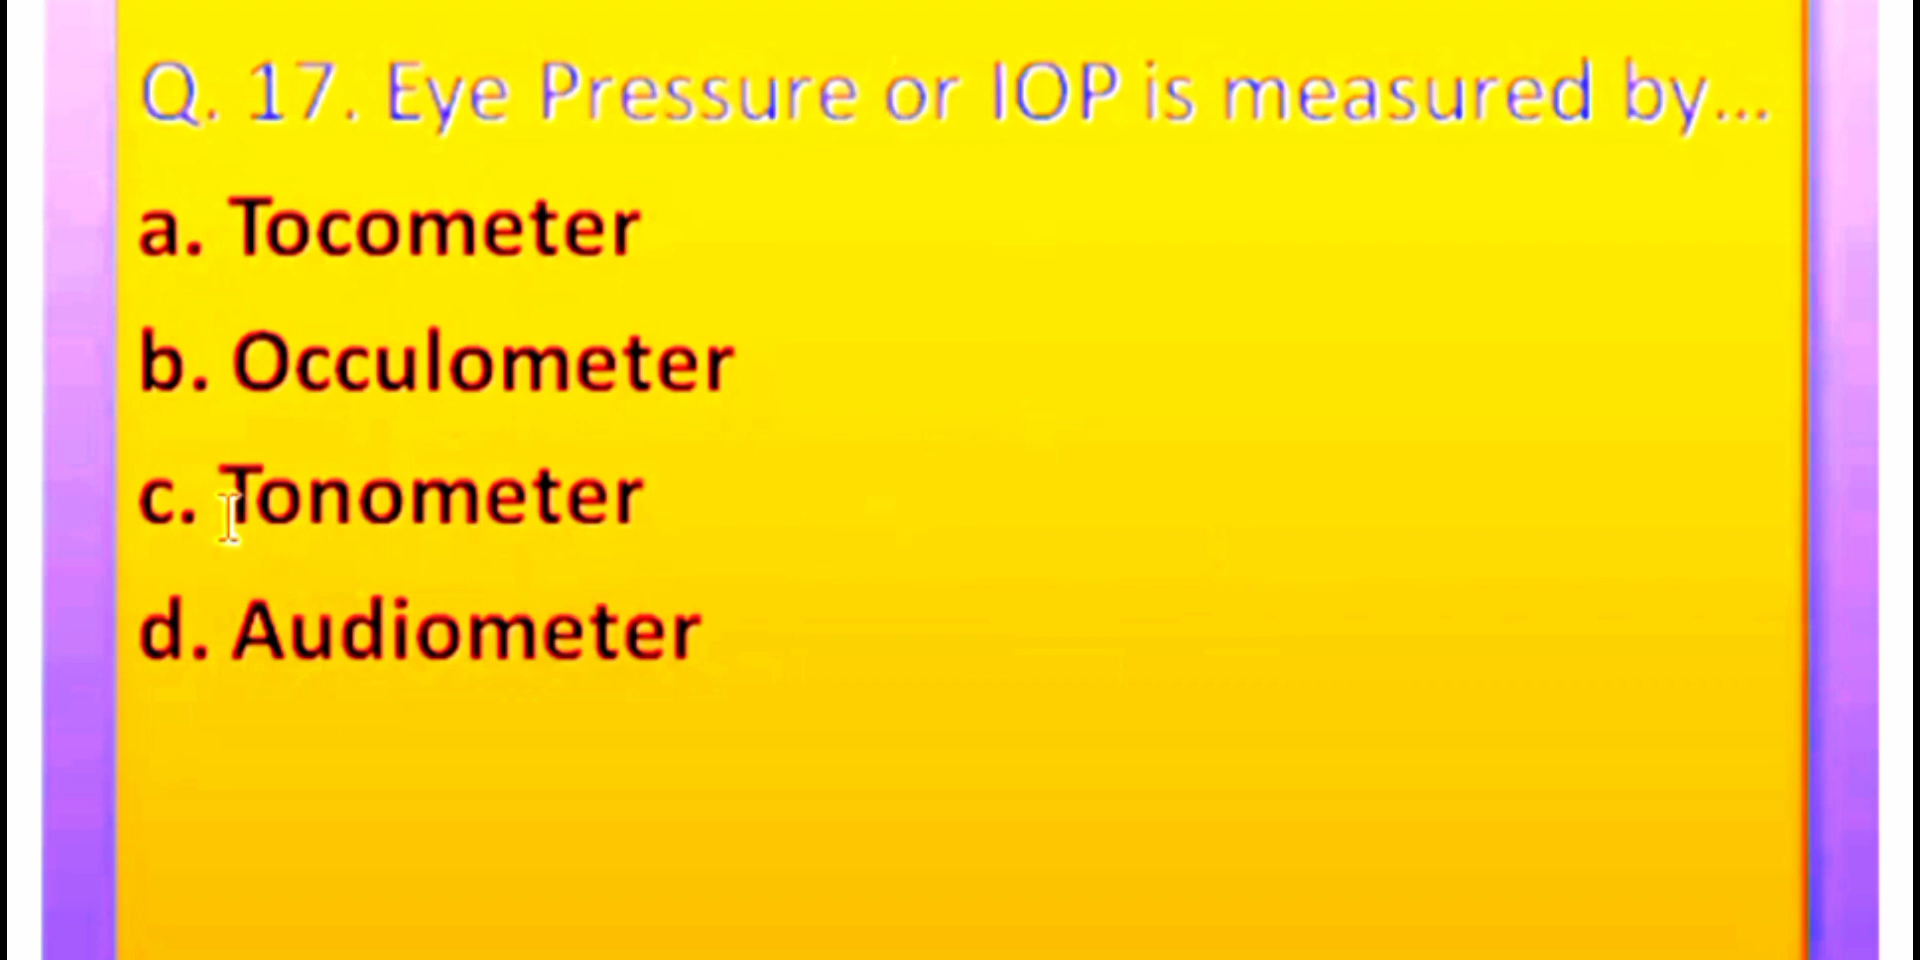 Q. 17. Eye Pressure or IOP is measured by...
a. Tocometer
b. Occulometer
c. Tonometer
d. Audiometer